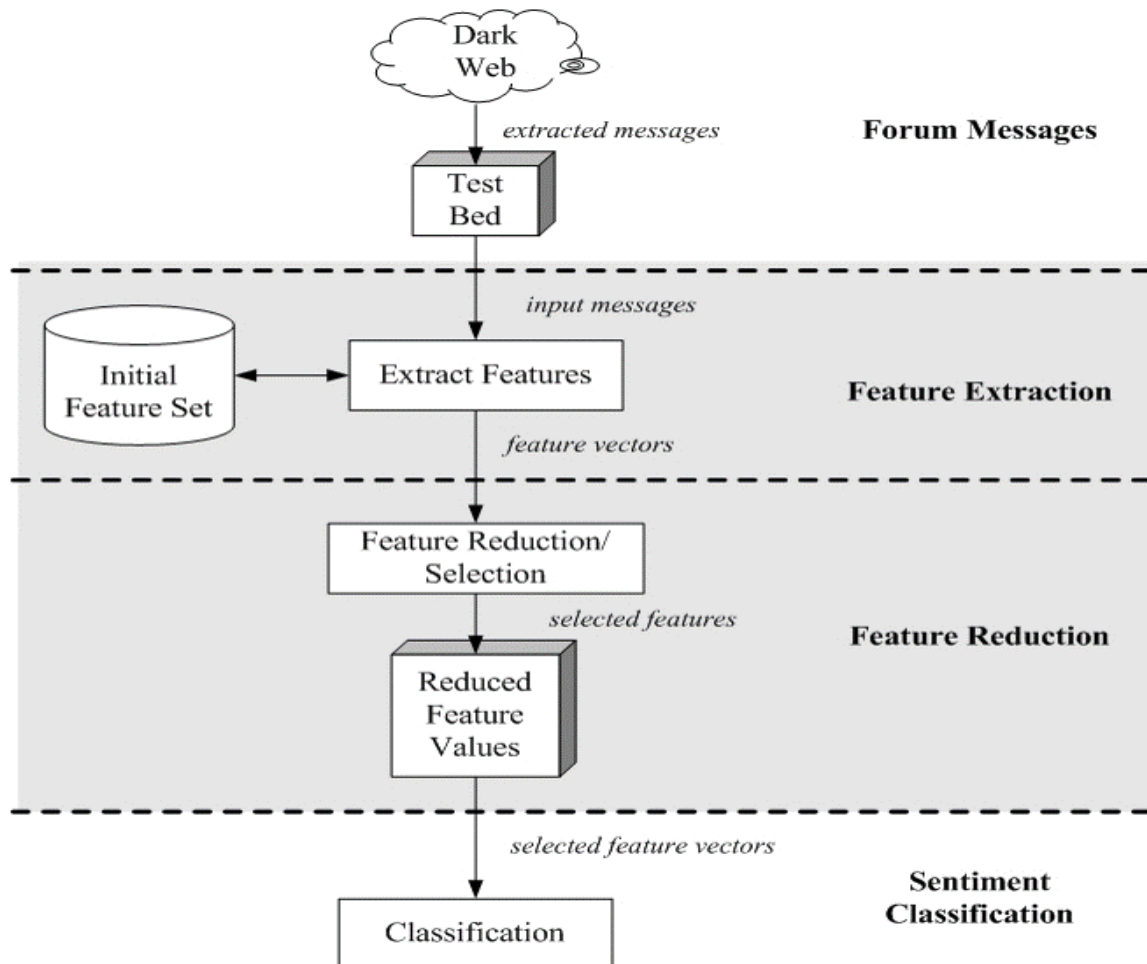 Dark
Web
extracted messages
Forum Messages
Test
Bed
input messages
Initial
Feature Set
Extract Features
Feature Extraction
feature vectors
Feature Reduction/
Selection
selected features
Feature Reduction
Reduced
Feature
Values
selected feature vectors
Sentiment
Classification
Classification